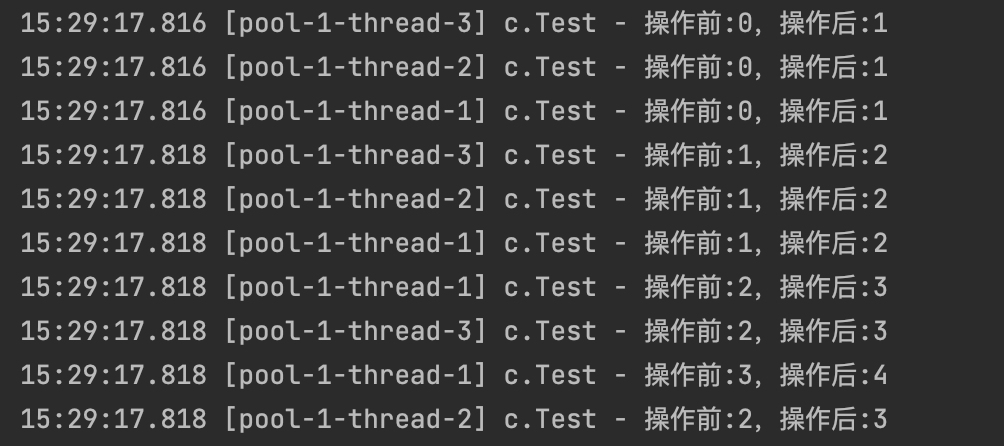 15:29:17.816 [pool-1-thread-3] c.Test - 操作前:0，操作后:1
15:29:17.816 [pool-1-thread-2] c.Test - 操作前:0，操作后:1
15:29:17.816 [pool-1-thread-1] c.Test - 操作前:0，操作后:1
15:29:17.818 [pool-1-thread-3] c.Test - 操作前:1，操作后:2
15:29:17.818 [pool-1-thread-2] c.Test - 操作前:1，操作后:2
15:29:17.818 [pool-1-thread-1] c.Test - 操作前:1，操作后:2
15:29:17.818 [pool-1-thread-1] c.Test - 操作前:2，操作后:3
15:29:17.818 [pool-1-thread-3] c.Test - 操作前:2，操作后:3
15:29:17.818 [pool-1-thread-1] c.Test - 操作前:3，操作后:4
15:29:17.818 [pool-1-thread-2] c.Test - 操作前:2，操作后:3